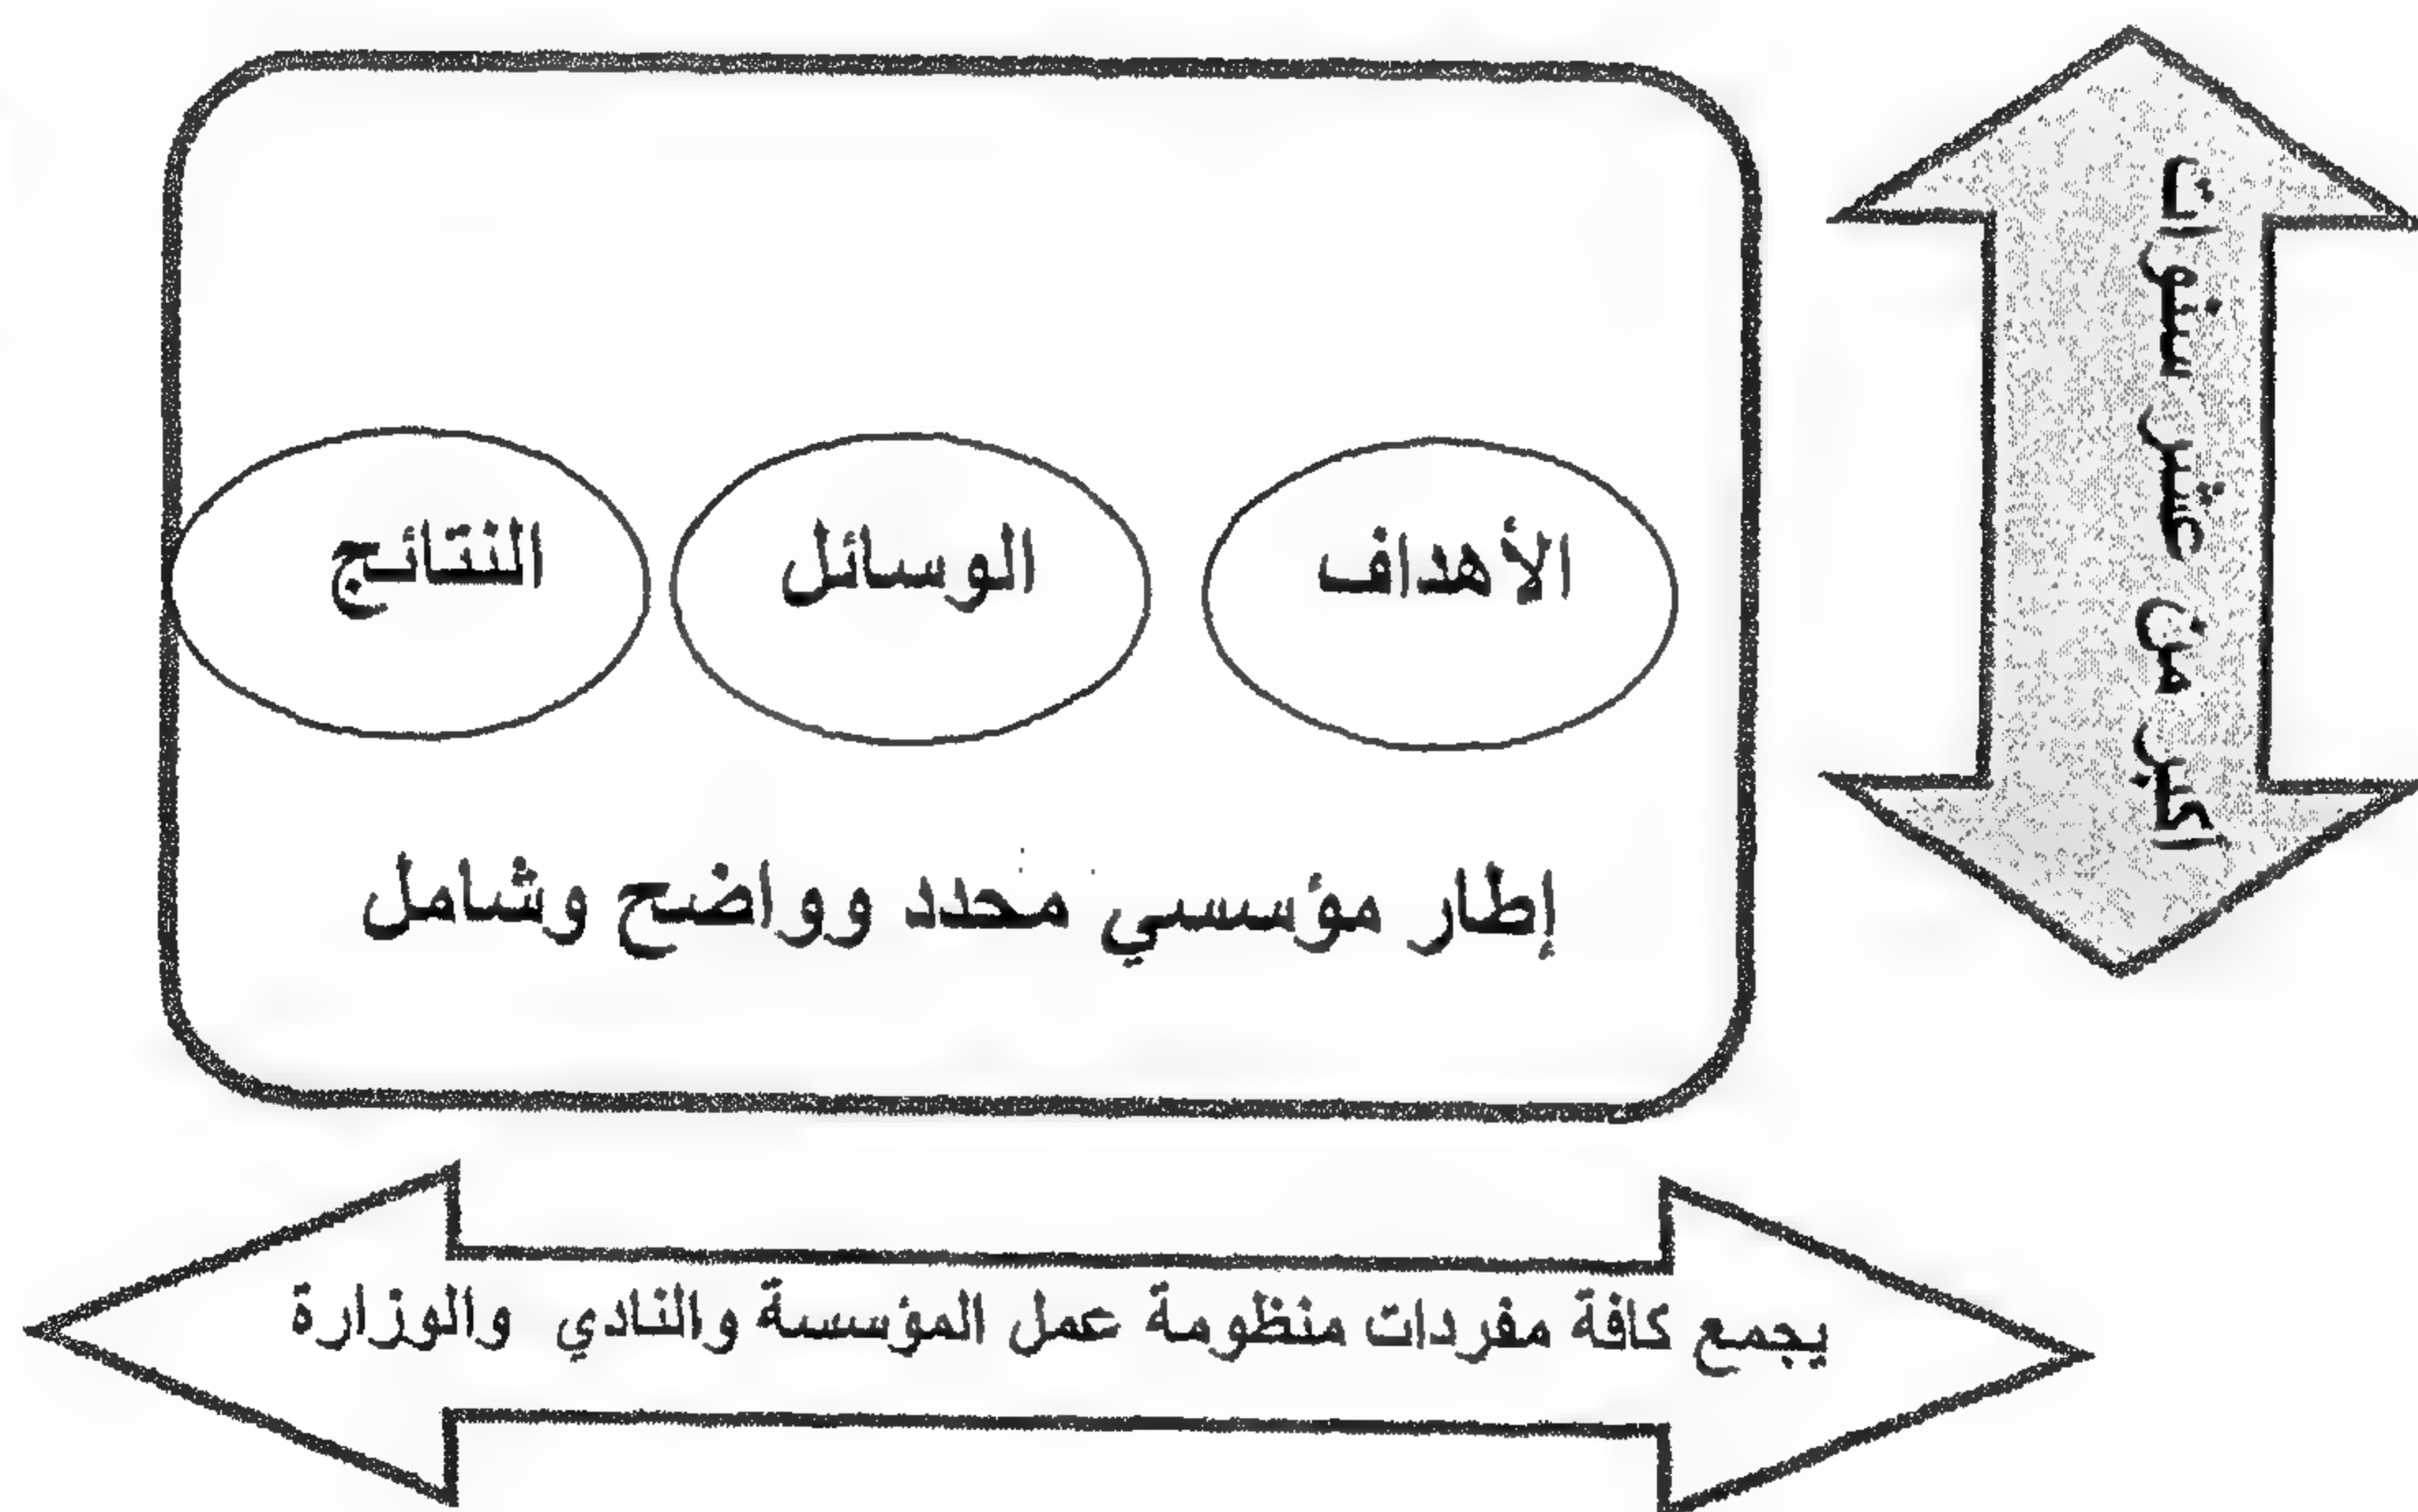 الأهداف الوسائل النتائج
إطار مؤسسي محدد وواضح وشامل
أكبر من عشر سنوات
يجمع كافة مفردات منظومة عمل المؤسسة والنادي والوزارة